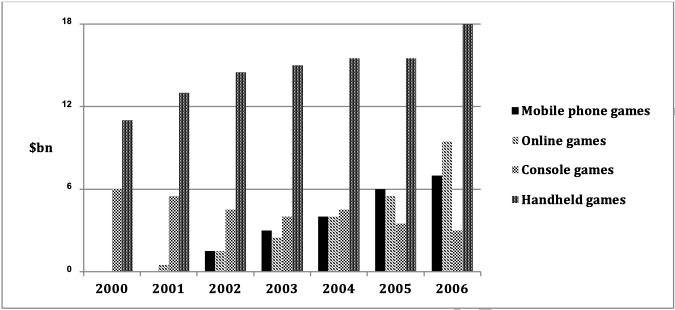 18
12
$bn
6
0
2000 2001 2002 2003 2004 2005 2006
Mobile phone games
Online games
Console games
Handheld games